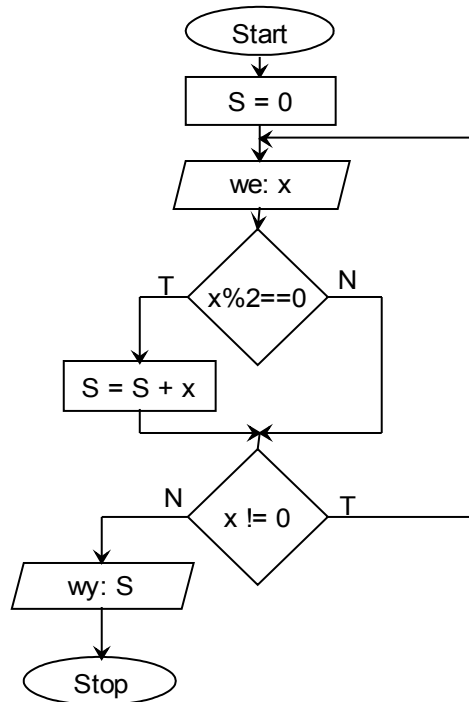 Start
S = 0
we: x
T
x%2==0
N
S = S + x
N
x != 0
T
wy: S
Stop